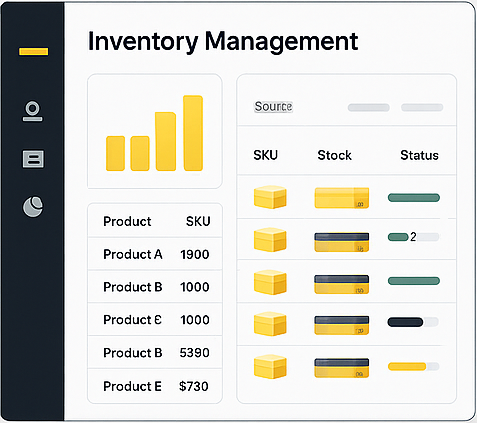 Inventory Management
Source
SKU Stock Status
2
Product SKU
Product A 1900
Product B 1000
Product C 1000
Product B 5390
Product E $730